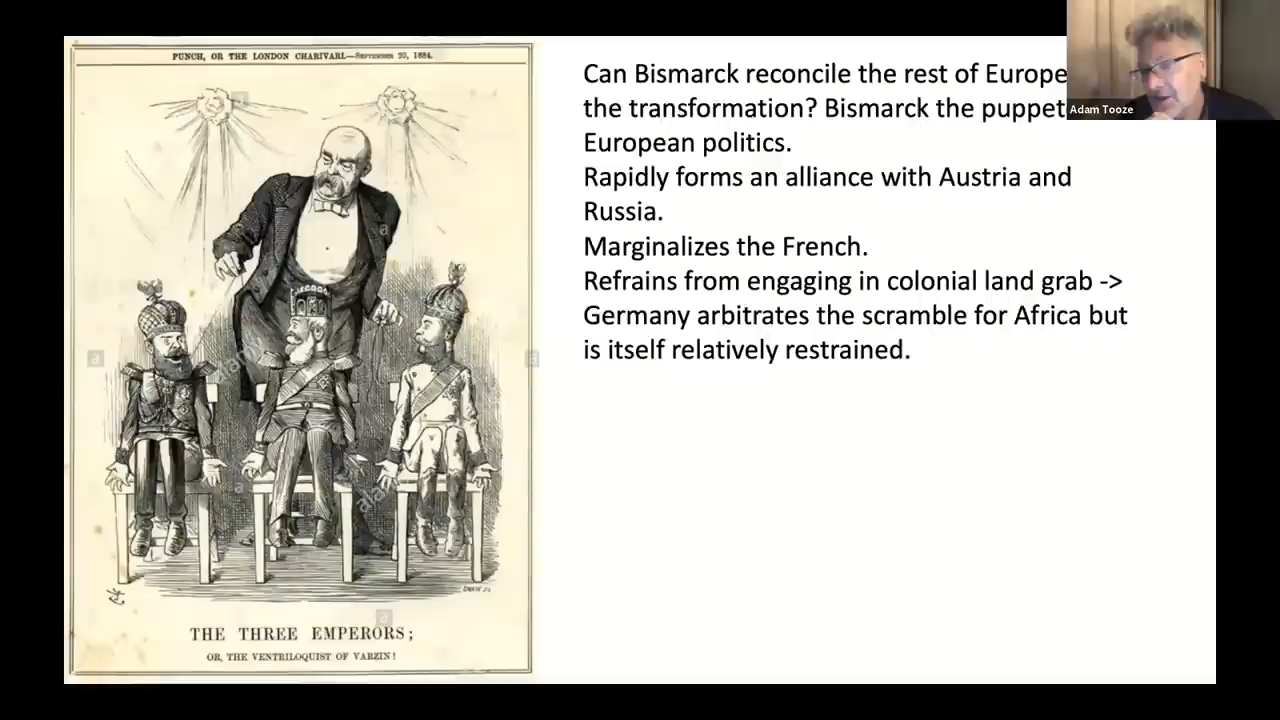 PUNCH, OR THE LONDON CHARIVARI.—SEPTEMBER 20, 1884.
THE THREE EMPERORS;
OR, THE VENTRILOQUIST OF VARZIN!
Can Bismarck reconcile the rest of Europe
the transformation? Bismarck the puppet
European politics.
Rapidly forms an alliance with Austria and
Russia.
Marginalizes the French.
Refrains from engaging in colonial land grab ->
Germany arbitrates the scramble for Africa but
is itself relatively restrained.
Adam Tooze
a
a
a
a
a
alamy
alamy